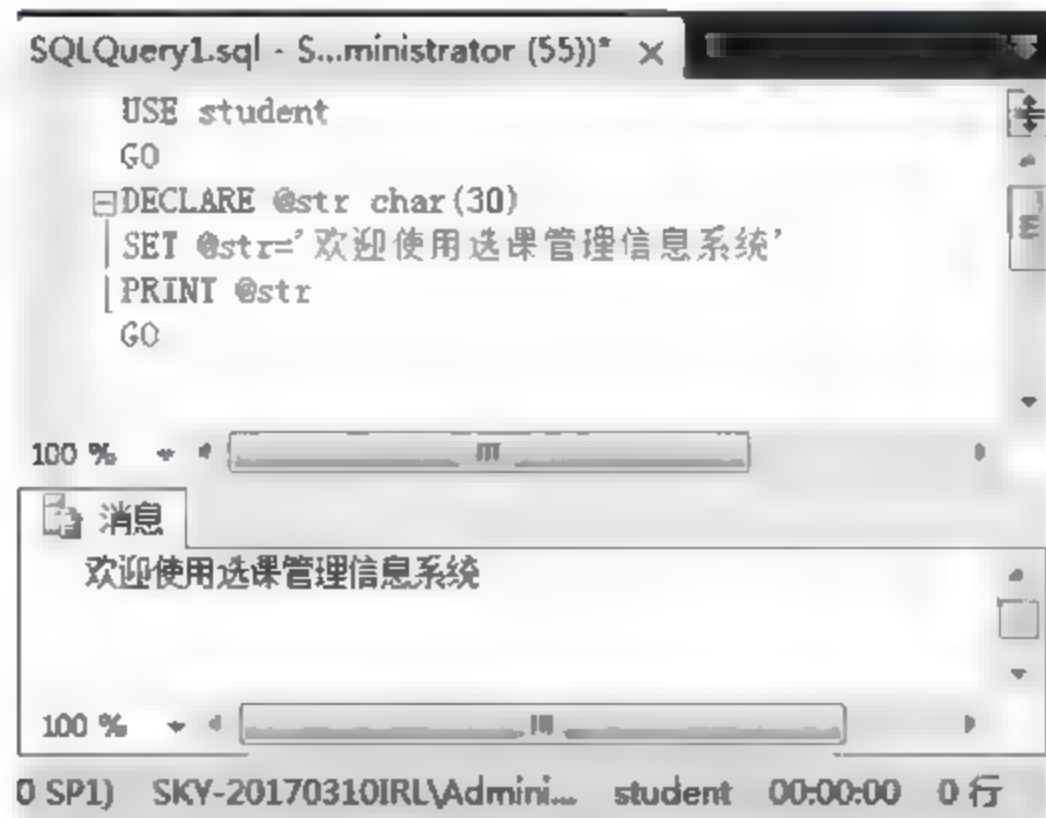 SQLQuery1.sql - S...ministrator (55))* ×
USE student
GO
DECLARE @str char(30)
SET @str='欢迎使用选课管理信息系统'
PRINT @str
GO
100 %
消息
欢迎使用选课管理信息系统
100 %
0 SP1) SKY-20170310IRL\Admini... student 00:00:00 0 行